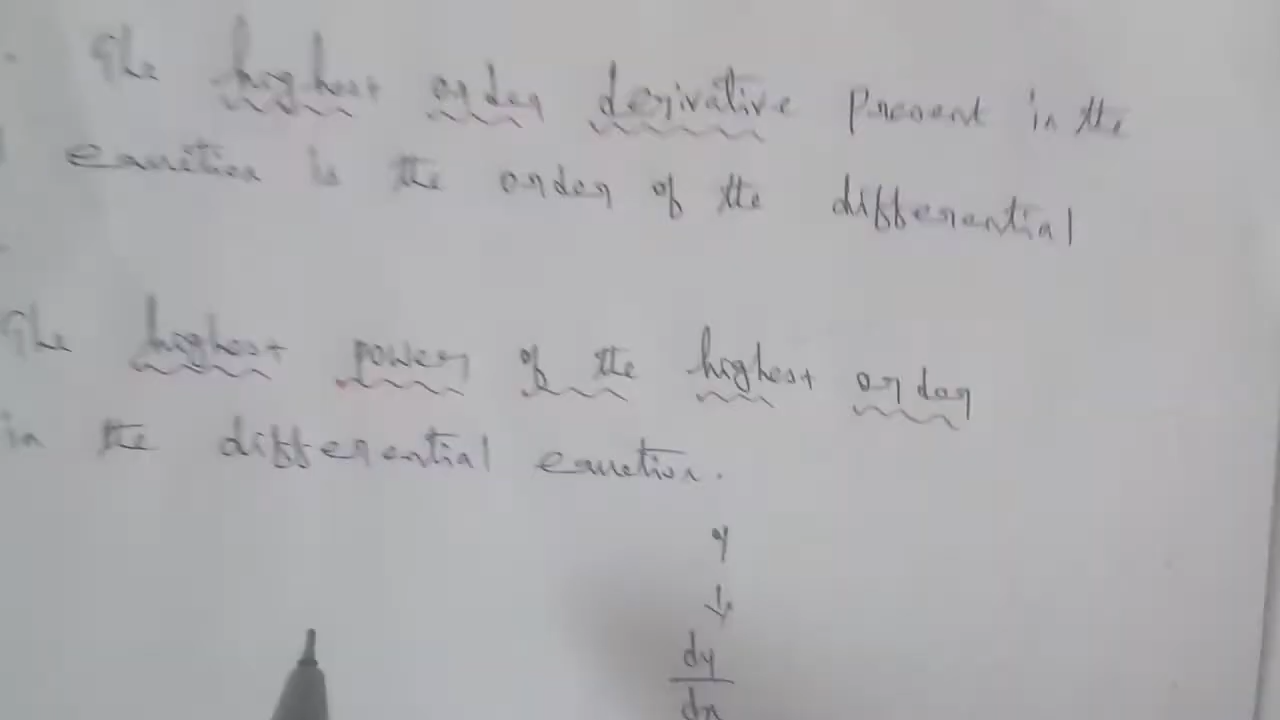 The highest order derivative present in the
equation is the order of the differential
The highest power of the highest order
in the differential equation.
y
↓
dy
dx